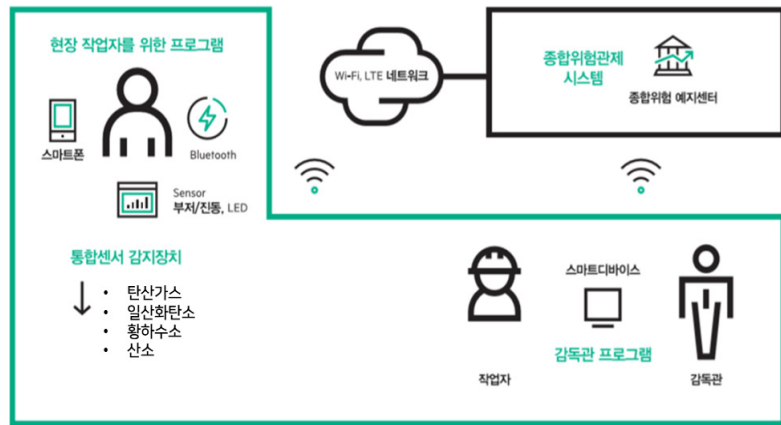 현장 작업자를 위한 프로그램
스마트폰
Bluetooth
Sensor
부저/진동, LED
통합센서 감지장치
• 탄산가스
• 일산화탄소
• 황하수소
• 산소
Wi-Fi, LTE 네트워크
종합위험관제
시스템
종합위험 예지센터
스마트디바이스
감독관 프로그램
작업자
감독관